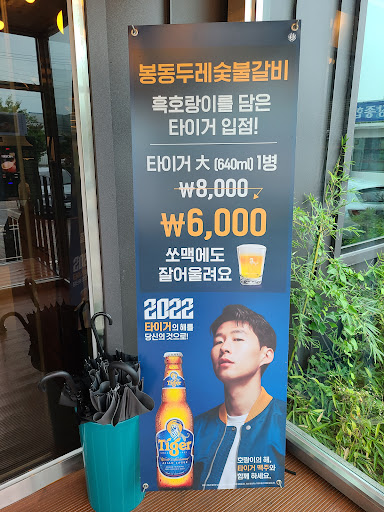 봉동두레숯불갈비
흑호랑이를 담은
타이거 입점!
타이거 大 (640ml) 1병
₩8,000
₩6,000
쏘맥에도
잘어울려요
2022
타이거의 해를
당신의 것으로!
Tiger
호랑이의 해,
타이거 맥주와
함께 하세요.